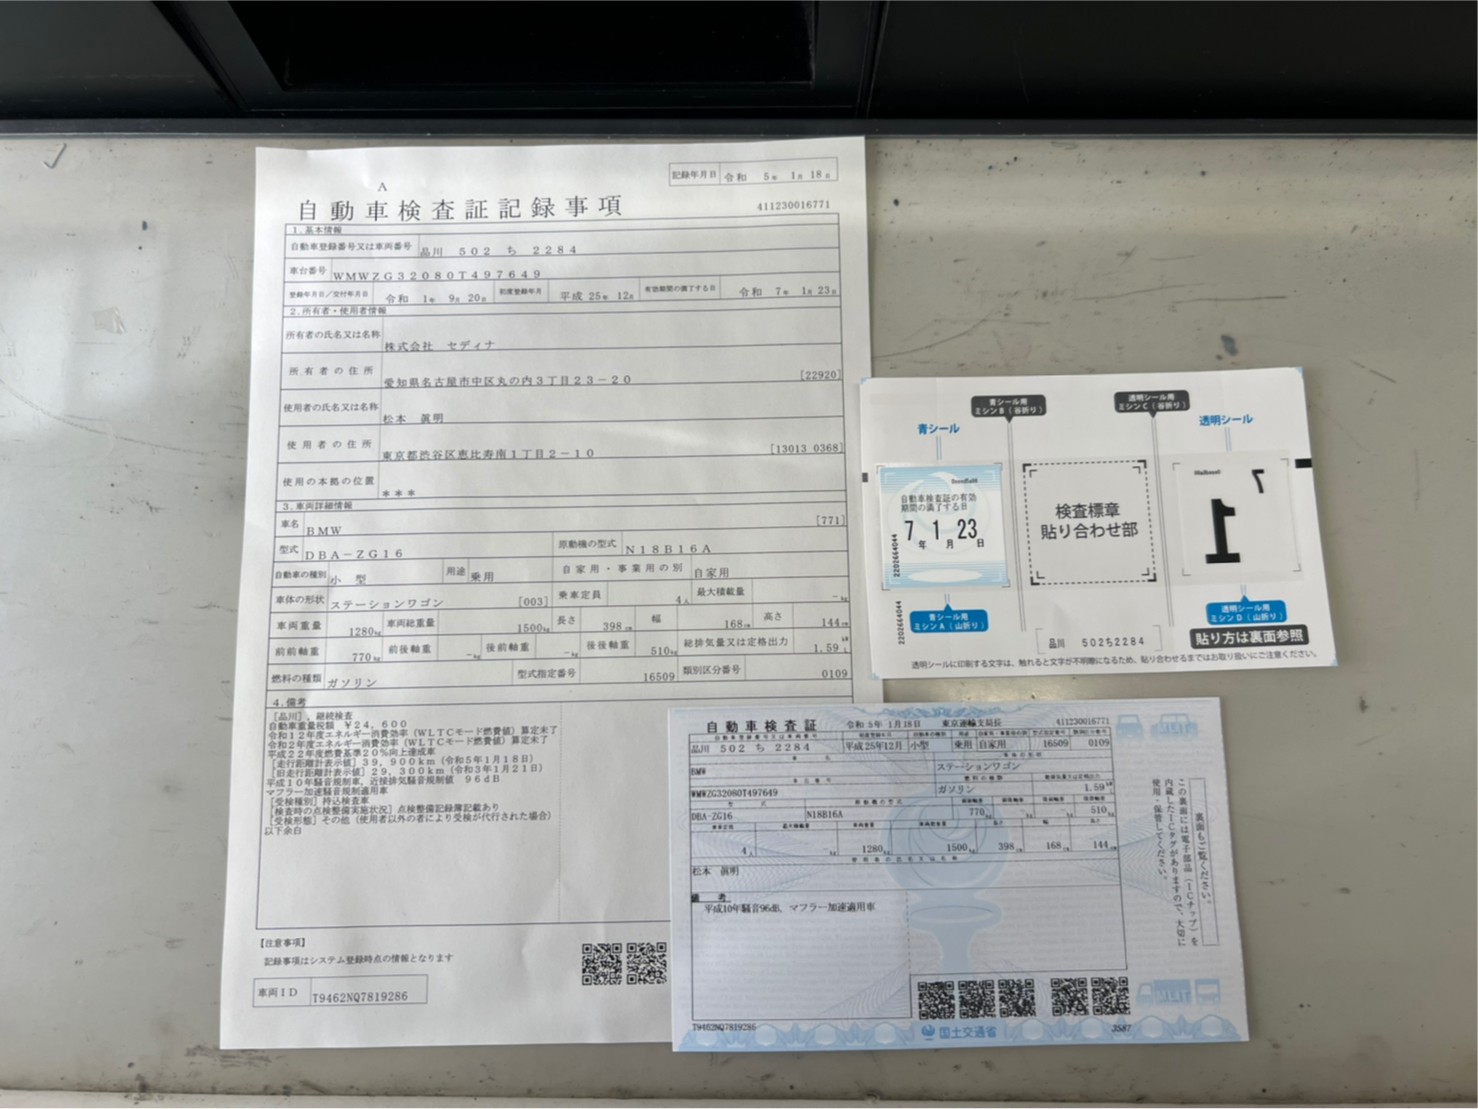 記録年月日 令和 5年 1月18日
A
自動車検査証記録事項
411230016771
1.基本情報
自動車登録番号又は車両番号 品川 502 ち 2284
車台番号 WMWZG32080T497649
登録年月日/交付年月日 令和 1年 9月20日 初度登録年月 平成25年 12月 有効期間の満了する日 令和 7年 1月23日
2.所有者・使用者情報
所有者の氏名又は名称 株式会社 セディナ
所有者の住所 愛知県名古屋市中区丸の内3丁目23-20 [22920]
使用者の氏名又は名称 松本 眞明
使用者の住所 東京都渋谷区恵比寿南1丁目2-10 [13013 0368]
使用の本拠の位置 ***
3.車両詳細情報
車名 BMW [771]
型式 DBA-ZG16 原動機の型式 N18B16A
自動車の種別 小型 用途 乗用 自家用・事業用の別 自家用
車体の形状 ステーションワゴン [003] 乗車定員 4人 最大積載量 -kg
車両重量 1280kg 車両総重量 1500kg 長さ 398cm 幅 168cm 高さ 144cm
前前軸重 770kg 前後軸重 -kg 後前軸重 -kg 後後軸重 510kg 総排気量又は定格出力 1.59 kW L
燃料の種類 ガソリン 型式指定番号 16509 類別区分番号 0109
4.備考
[品川],継続検査
自動車重量税額 ¥24,600
令和12年度エネルギー消費効率(WLTCモード燃費値)算定未了
令和2年度エネルギー消費効率(WLTCモード燃費値)算定未了
平成22年度燃費基準20%向上達成車
[走行距離計表示値]39,900km(令和5年1月18日)
[旧走行距離計表示値]29,300km(令和3年1月21日)
平成10年騒音規制車、近接排気騒音規制値 96dB
マフラー加速騒音規制適用車
[受検種別]持込検査車
[検査時の点検整備実施状況]点検整備記録簿記載あり
[受検形態]その他(使用者以外の者により受検が代行された場合)
以下余白
【注意事項】
記録事項はシステム登録時点の情報となります
車両ID T9462NQ7819286
青シール用
ミシンB(谷折り)
透明シール用
ミシンC(谷折り)
青シール
透明シール
自動車検査証の有効
期間の満了する日
7年 1月 23日
2202664044
2202664044
検査標章
貼り合わせ部
7
1
青シール用
ミシンA(山折り)
透明シール用
ミシンD(山折り)
貼り方は裏面参照
品川 50252284
透明シールに印刷する文字は、触れると文字が不明瞭になるため、貼り合わせるまではお取り扱いにご注意ください。
自動車検査証 令和 5年 1月18日 東京運輸支局長 411230016771
品川 502 ち 2284 平成25年12月 小型 乗用 自家用 16509 0109
BMW ステーションワゴン
WMWZG32080T497649 ガソリン 1.59
DBA-ZG16 N18B16A 770kg -kg -kg 510kg
4人 -kg 1280kg 1500kg 398cm 168cm 144cm
使用者の氏名又は名称
松本 眞明
備考
平成10年騒音96dB、マフラー加速適用車
裏面もご覧ください。
この裏面には電子部品(ICチップ)を
内蔵したICタグがありますので、大切に
使用・保管してください。
MLIT
T9462NQ7819286
国土交通省
3587